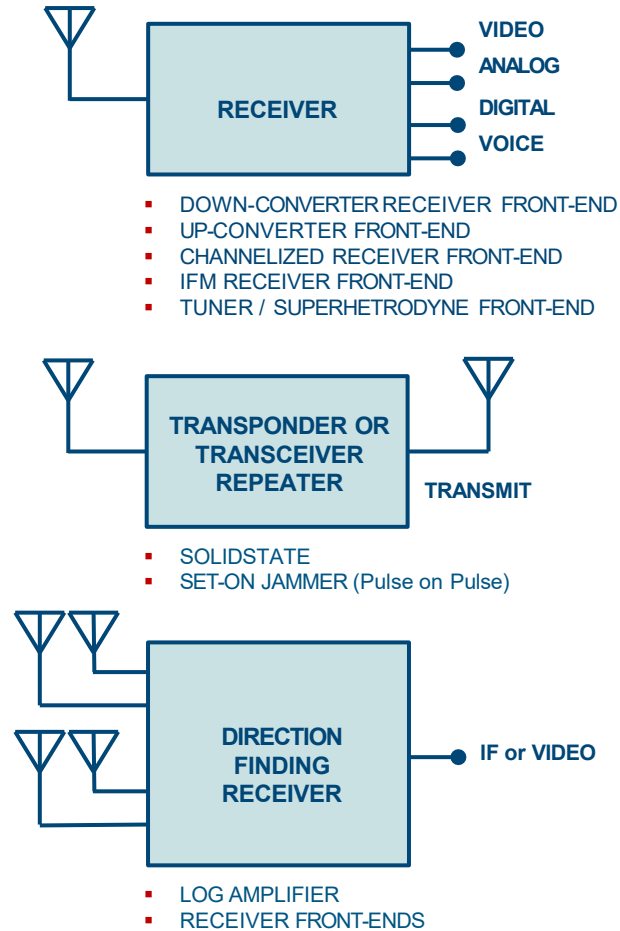 VIDEO
ANALOG
RECEIVER
DIGITAL
VOICE
▪ DOWN-CONVERTER RECEIVER FRONT-END
▪ UP-CONVERTER FRONT-END
▪ CHANNELIZED RECEIVER FRONT-END
▪ IFM RECEIVER FRONT-END
▪ TUNER / SUPERHETRODYNE FRONT-END
TRANSPONDER OR
TRANSCEIVER
REPEATER
TRANSMIT
▪ SOLIDSTATE
▪ SET-ON JAMMER (Pulse on Pulse)
DIRECTION
FINDING
RECEIVER
IF or VIDEO
▪ LOG AMPLIFIER
▪ RECEIVER FRONT-ENDS